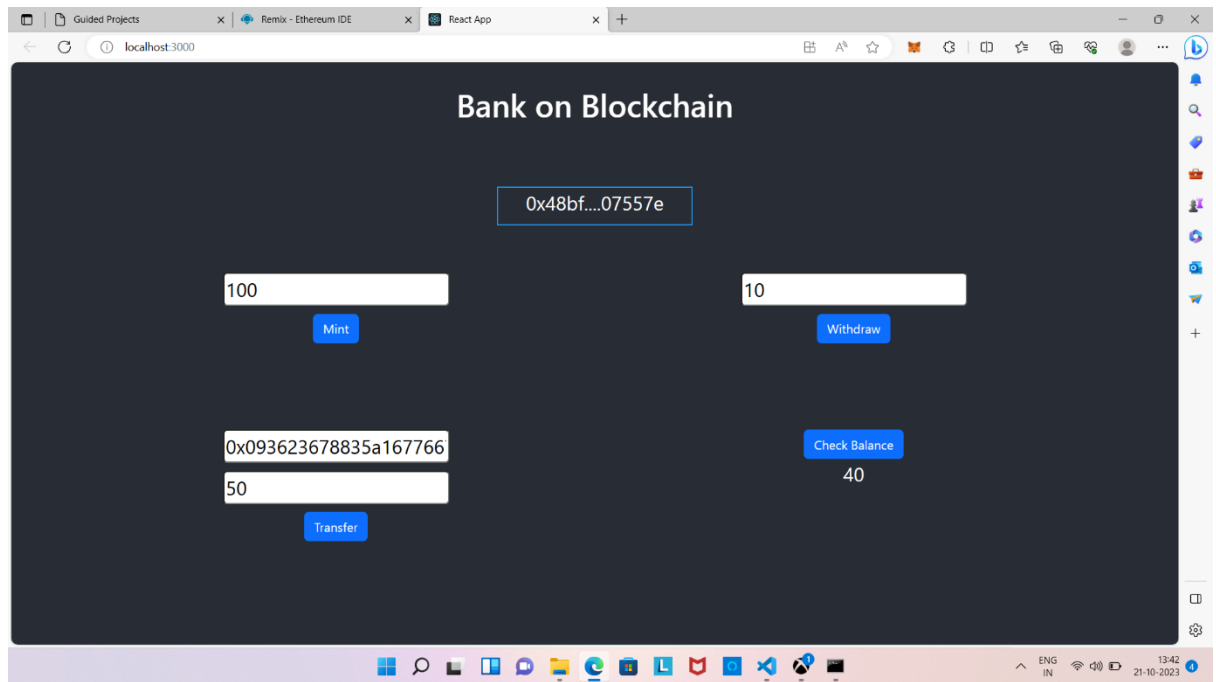 Guided Projects
Remix - Ethereum IDE
React App
localhost:3000
Bank on Blockchain
0x48bf....07557e
100
10
Mint
Withdraw
0x093623678835a167766
Check Balance
50
40
Transfer
ENG
IN
13:42
21-10-2023